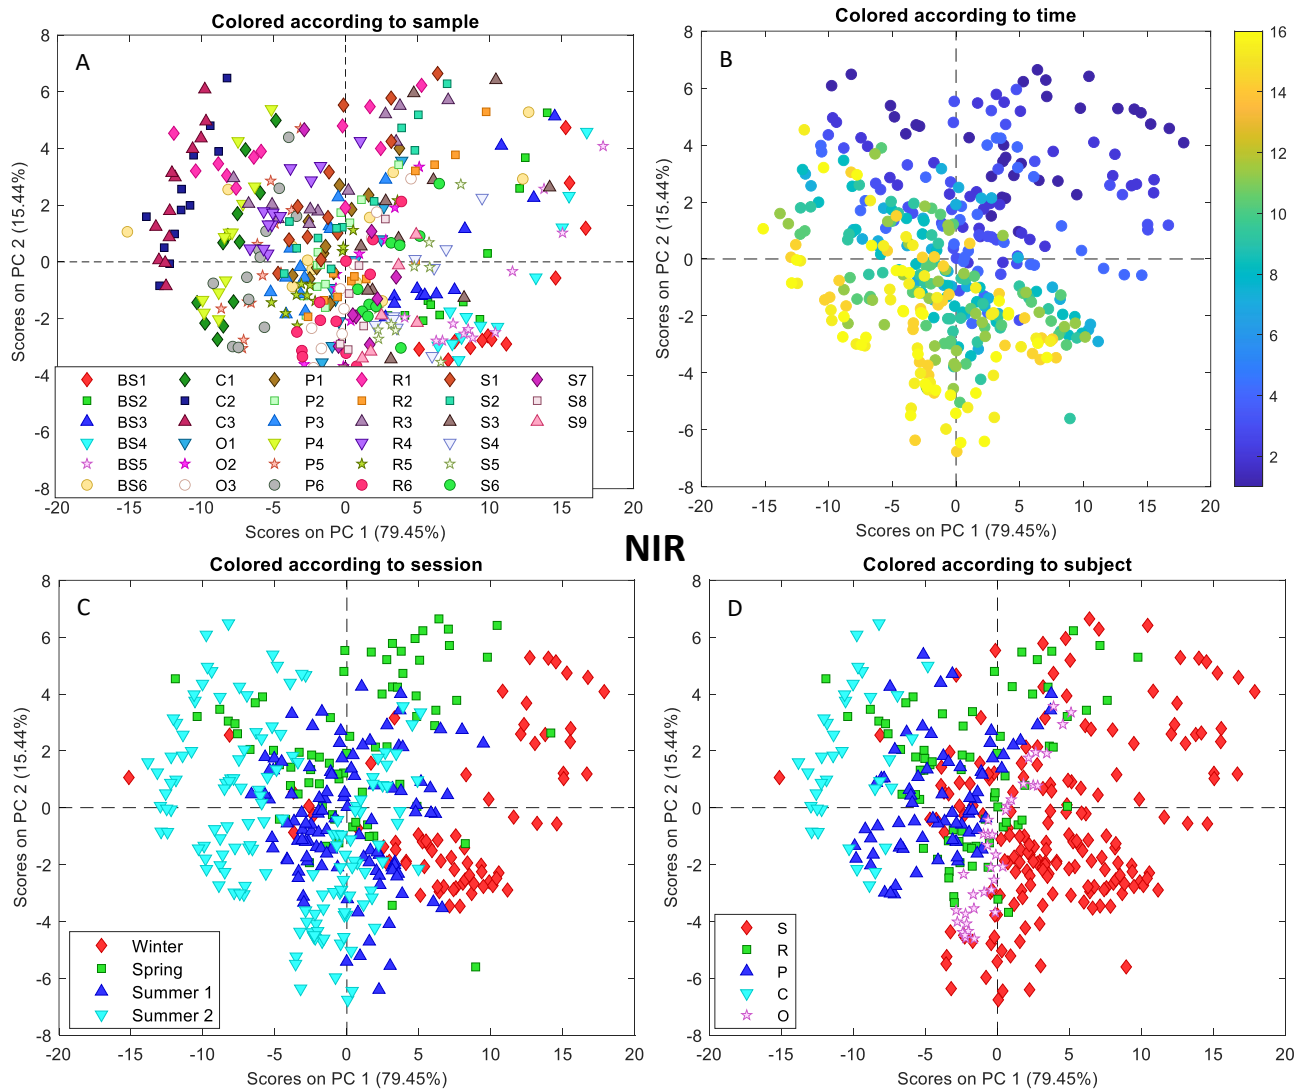 Colored according to sample
A
8
6
4
2
0
-2
-4
-6
-8
Scores on PC 2 (15.44%)
BS1 C1 P1 R1 S1 S7
BS2 C2 P2 R2 S2 S8
BS3 C3 P3 R3 S3 S9
BS4 O1 P4 R4 S4
BS5 O2 P5 R5 S5
BS6 O3 P6 R6 S6
-20 -15 -10 -5 0 5 10 15 20
Scores on PC 1 (79.45%)
Colored according to time
B
8
6
4
2
0
-2
-4
-6
-8
Scores on PC 2 (15.44%)
-20 -15 -10 -5 0 5 10 15 20
Scores on PC 1 (79.45%)
16
14
12
10
8
6
4
2
NIR
Colored according to session
C
8
6
4
2
0
-2
-4
-6
-8
Scores on PC 2 (15.44%)
Winter
Spring
Summer 1
Summer 2
-20 -15 -10 -5 0 5 10 15 20
Scores on PC 1 (79.45%)
Colored according to subject
D
8
6
4
2
0
-2
-4
-6
-8
Scores on PC 2 (15.44%)
S
R
P
C
O
-20 -15 -10 -5 0 5 10 15 20
Scores on PC 1 (79.45%)